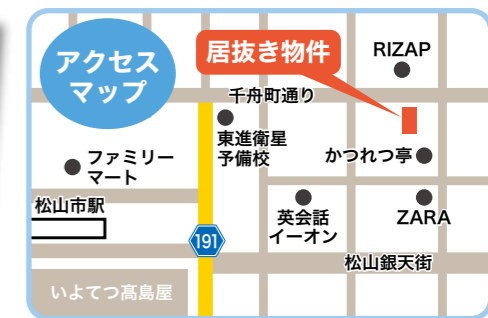 アクセス
マップ
居抜き物件
RIZAP
千舟町通り
東進衛星
予備校
かつれつ亭
ファミリー
マート
松山市駅
英会話
イーオン
ZARA
191
松山銀天街
いよてつ髙島屋